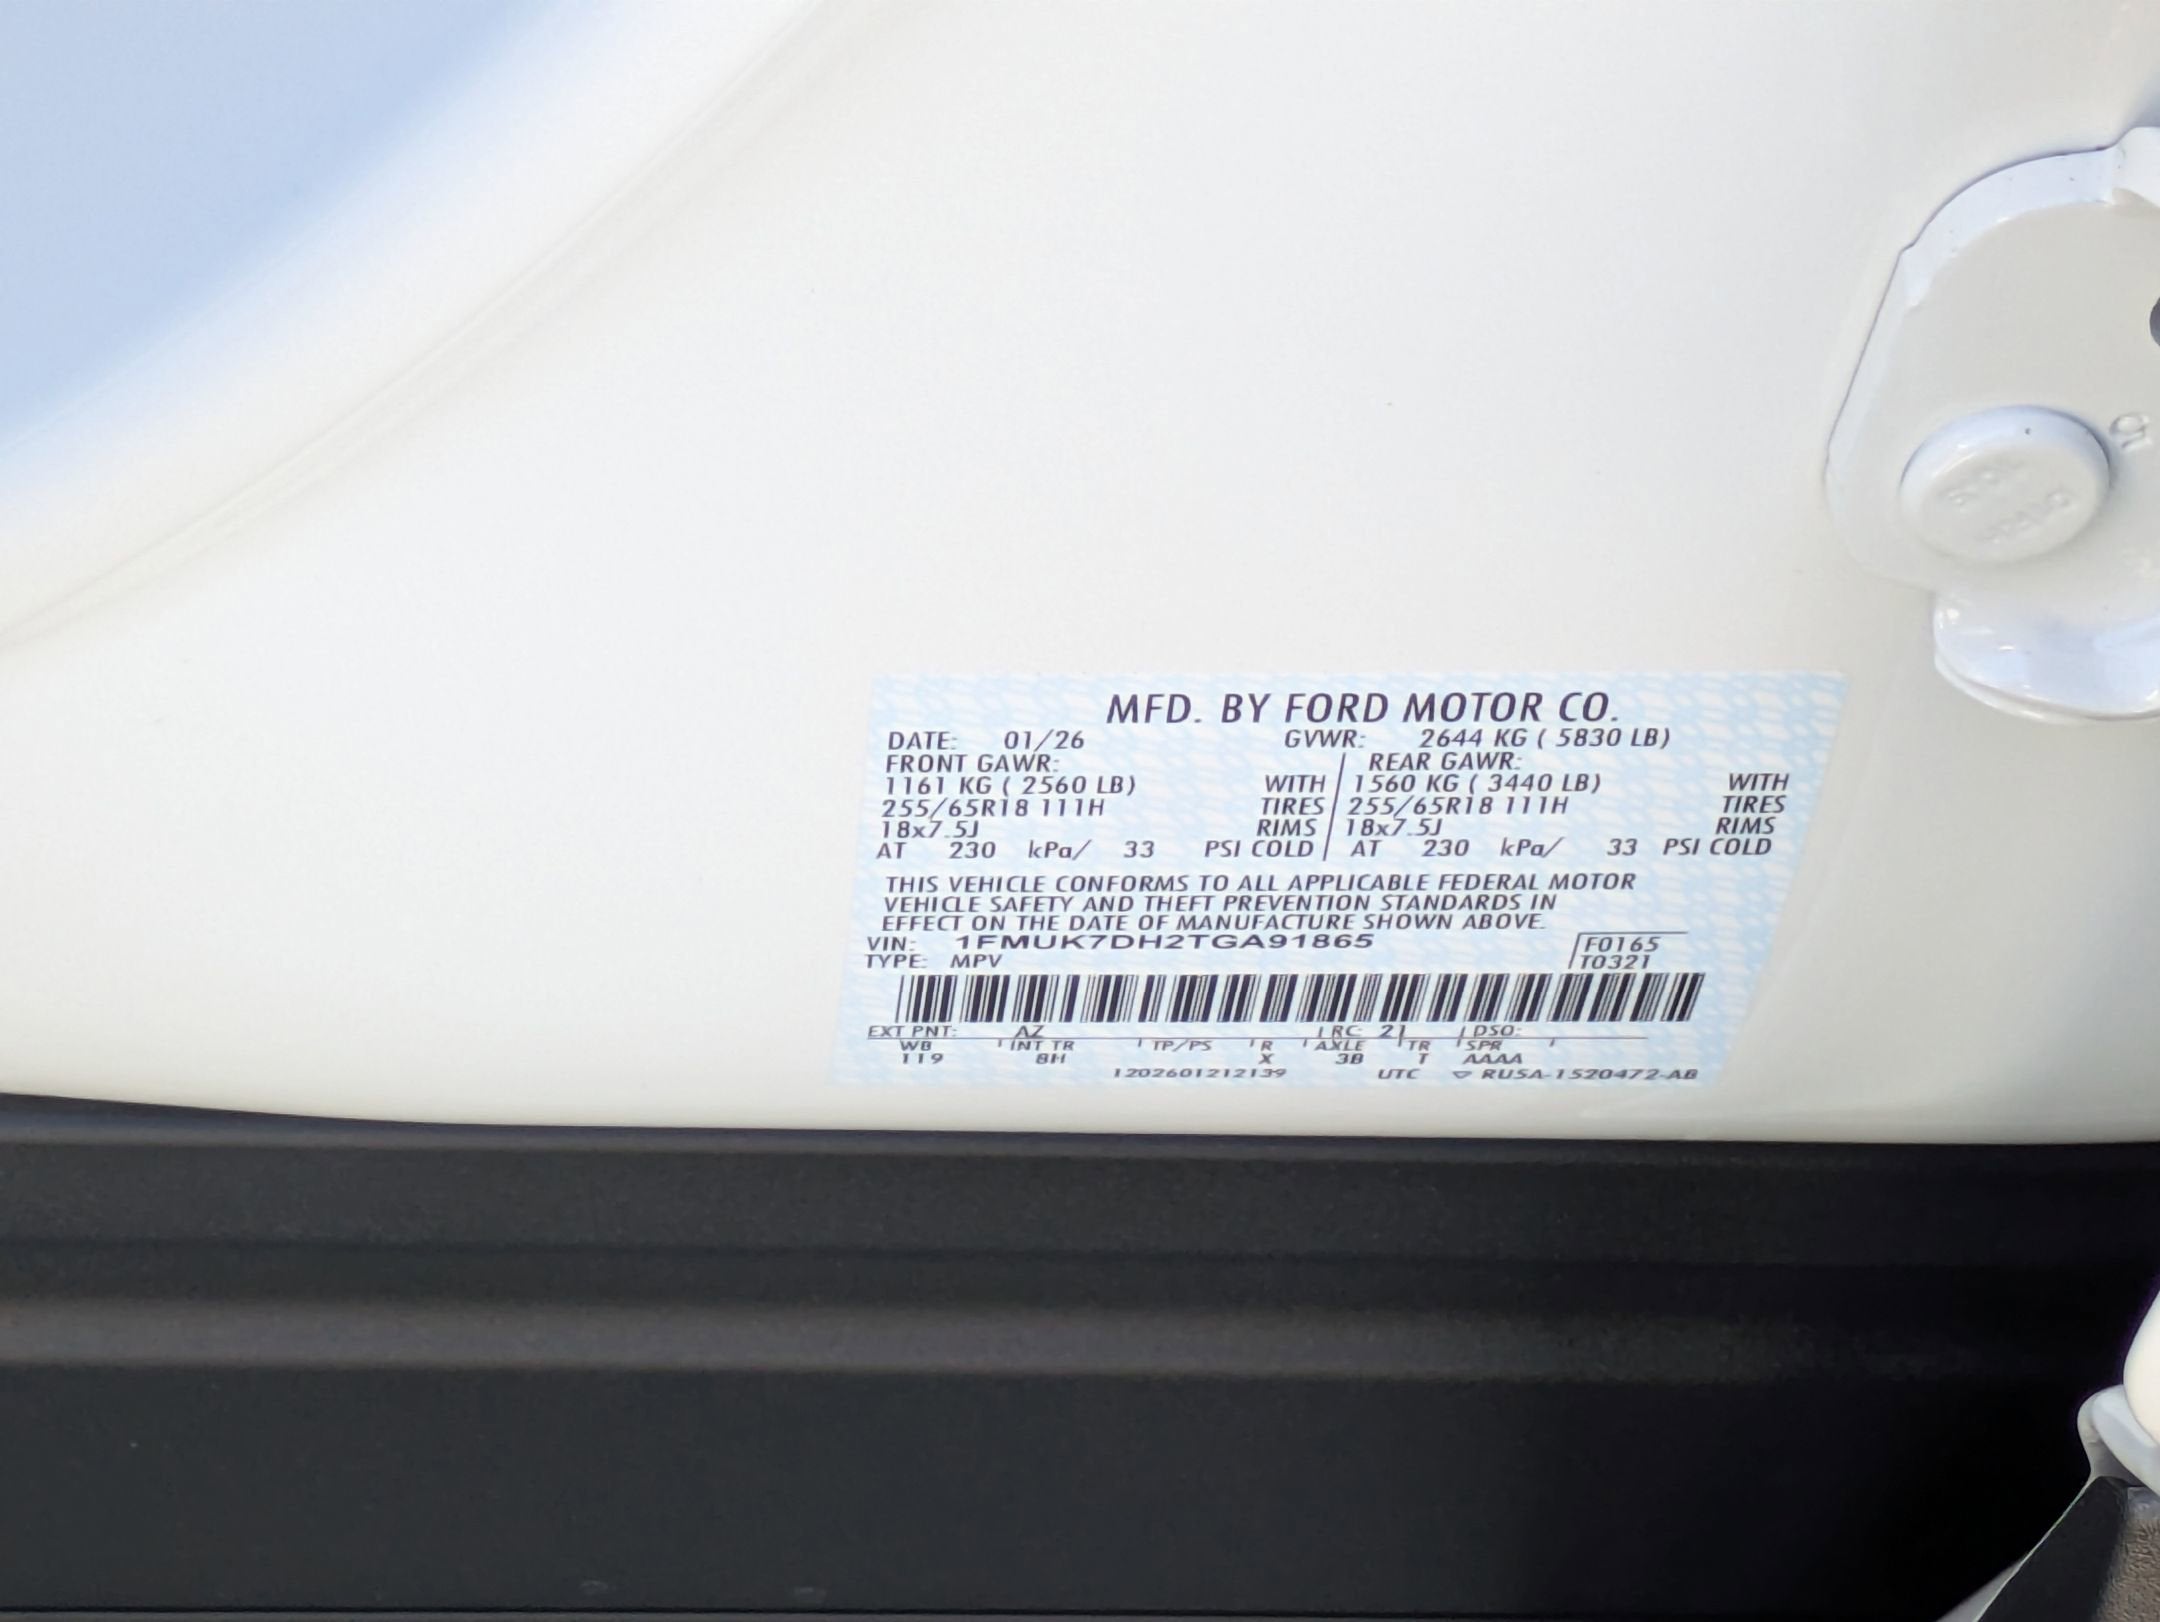 MFD. BY FORD MOTOR CO.
DATE: 01/26 GVWR: 2644 KG ( 5830 LB)
FRONT GAWR: REAR GAWR:
1161 KG ( 2560 LB) WITH 1560 KG ( 3440 LB) WITH
255/65R18 111H TIRES 255/65R18 111H TIRES
18x7.5J RIMS 18x7.5J RIMS
AT 230 kPa/ 33 PSI COLD AT 230 kPa/ 33 PSI COLD
THIS VEHICLE CONFORMS TO ALL APPLICABLE FEDERAL MOTOR
VEHICLE SAFETY AND THEFT PREVENTION STANDARDS IN
EFFECT ON THE DATE OF MANUFACTURE SHOWN ABOVE.
VIN: 1FMUK7DH2TGA91865 F0165
TYPE: MPV T0321
EXT PNT: AZ RC: 21 DSO:
WB INT TR TP/PS R AXLE TR SPR
119 8H X 3B T AAAA
1202601212139 UTC ▽ RU5A-1520472-AB